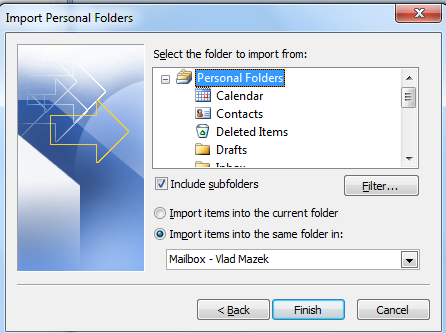 Import Personal Folders
Select the folder to import from:
Personal Folders
Calendar
Contacts
Deleted Items
Drafts
Inbox
Include subfolders
Filter...
Import items into the current folder
Import items into the same folder in:
Mailbox - Vlad Mazek
< Back
Finish
Cancel